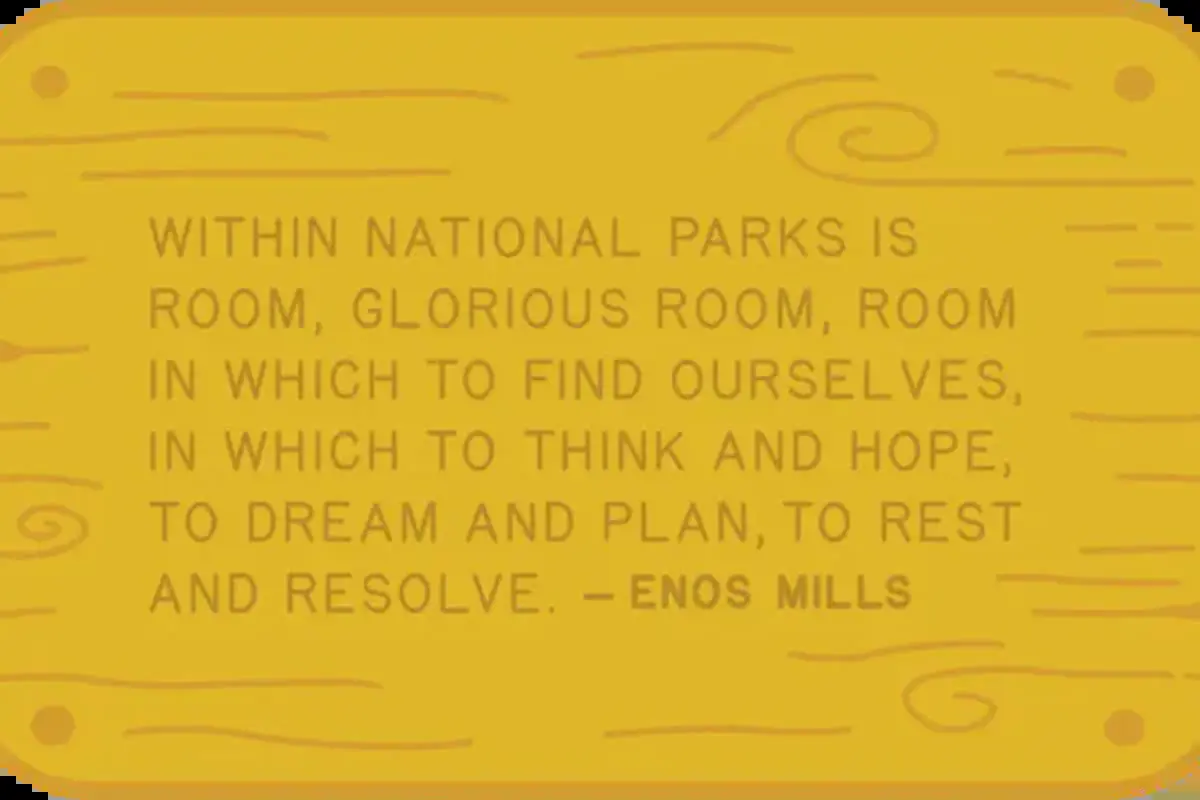 WITHIN NATIONAL PARKS IS
ROOM, GLORIOUS ROOM, ROOM
IN WHICH TO FIND OURSELVES,
IN WHICH TO THINK AND HOPE,
TO DREAM AND PLAN, TO REST
AND RESOLVE. – ENOS MILLS